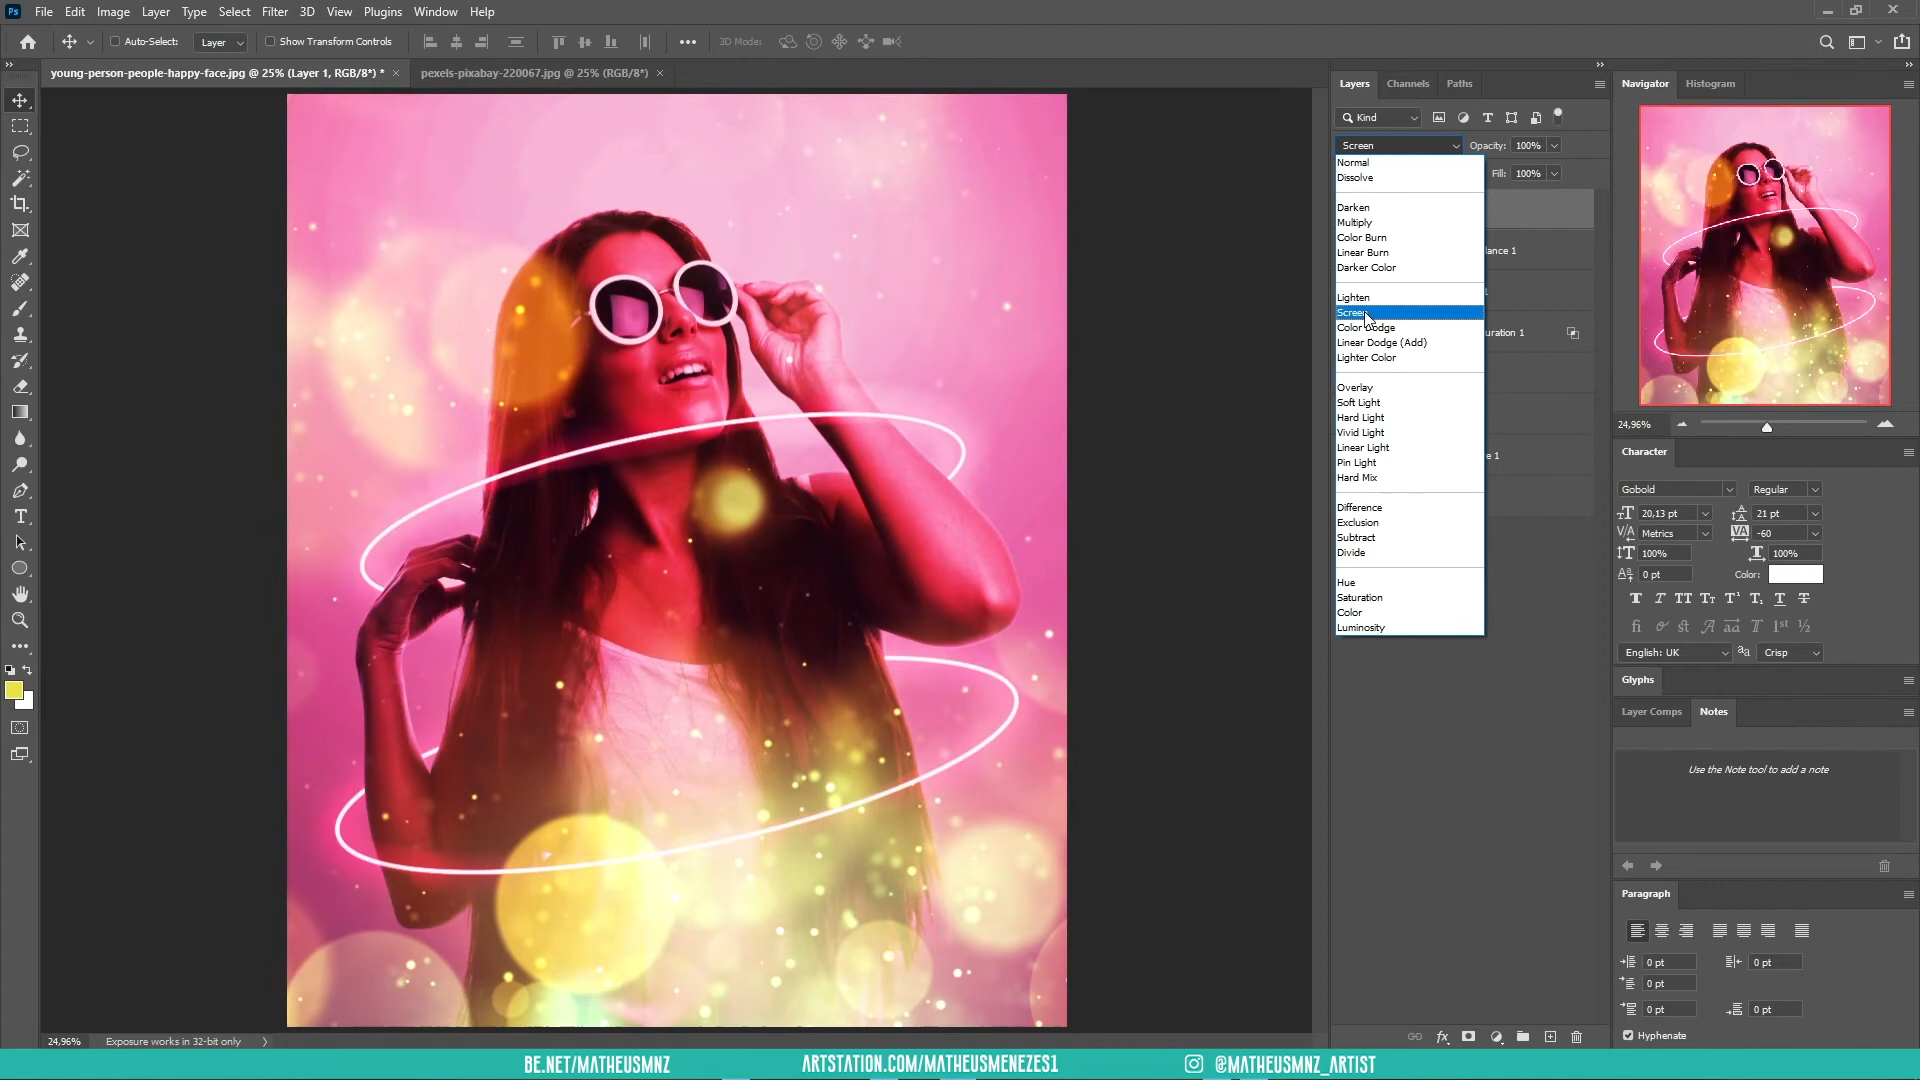 Ps File Edit Image Layer Type Select Filter 3D View Plugins Window Help
Auto-Select: Layer Show Transform Controls 3D Mode:
young-person-people-happy-face.jpg @ 25% (Layer 1, RGB/8*) * pexels-pixabay-220067.jpg @ 25% (RGB/8*)
Layers Channels Paths
Kind
Screen Opacity: 100%
Fill: 100%
Normal
Dissolve
Darken
Multiply
Color Burn
Linear Burn
Darker Color
Lighten
Screen
Color Dodge
Linear Dodge (Add)
Lighter Color
Overlay
Soft Light
Hard Light
Vivid Light
Linear Light
Pin Light
Hard Mix
Difference
Exclusion
Subtract
Divide
Hue
Saturation
Color
Luminosity
lance 1
uration 1
e 1
Navigator Histogram
24,96%
Character
Gobold Regular
20,13 pt 21 pt
Metrics -60
100% 100%
0 pt Color:
English: UK aa Crisp
Glyphs
Layer Comps Notes
Use the Note tool to add a note
Paragraph
0 pt 0 pt
0 pt
0 pt 0 pt
Hyphenate
24,96% Exposure works in 32-bit only
BE.NET/MATHEUSMNZ ARTSTATION.COM/MATHEUSMENEZES1 @MATHEUSMNZ_ARTIST